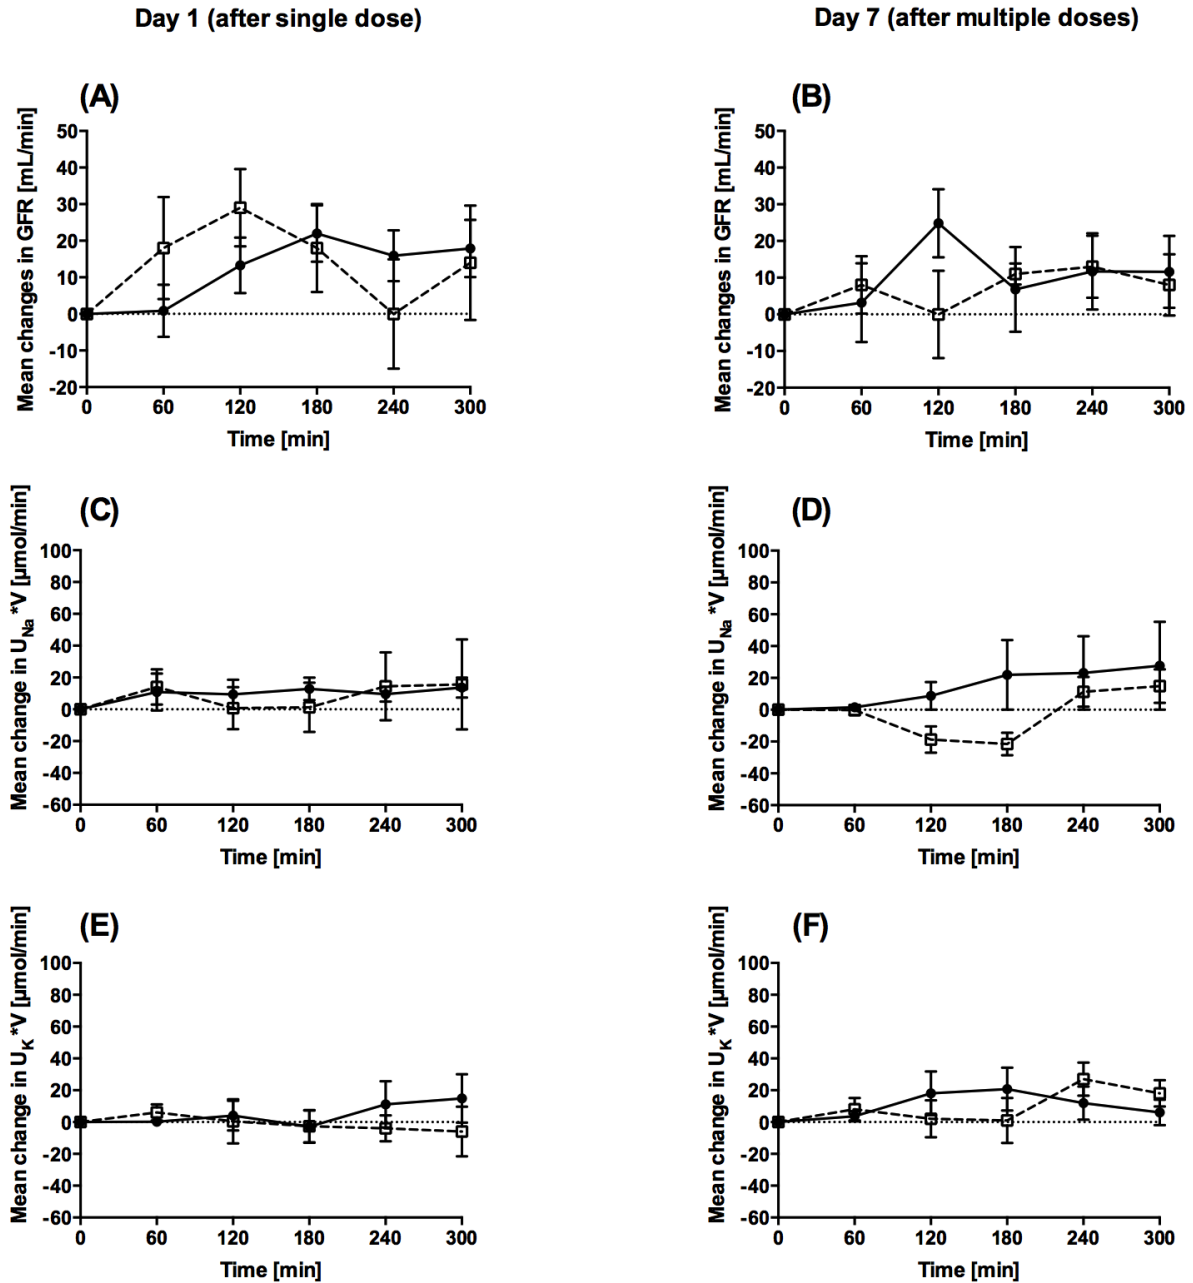 Day 1 (after single dose)
Day 7 (after multiple doses)
(A)
Mean changes in GFR [mL/min]
50
40
30
20
10
0
-10
-20
0 60 120 180 240 300
Time [min]
(B)
Mean changes in GFR [mL/min]
50
40
30
20
10
0
-10
-20
0 60 120 180 240 300
Time [min]
(C)
Mean change in UNa *V [µmol/min]
100
80
60
40
20
0
-20
-40
-60
0 60 120 180 240 300
Time [min]
(D)
Mean change in UNa *V [µmol/min]
100
80
60
40
20
0
-20
-40
-60
0 60 120 180 240 300
Time [min]
(E)
Mean change in UK *V [µmol/min]
100
80
60
40
20
0
-20
-40
-60
0 60 120 180 240 300
Time [min]
(F)
Mean change in UK *V [µmol/min]
100
80
60
40
20
0
-20
-40
-60
0 60 120 180 240 300
Time [min]